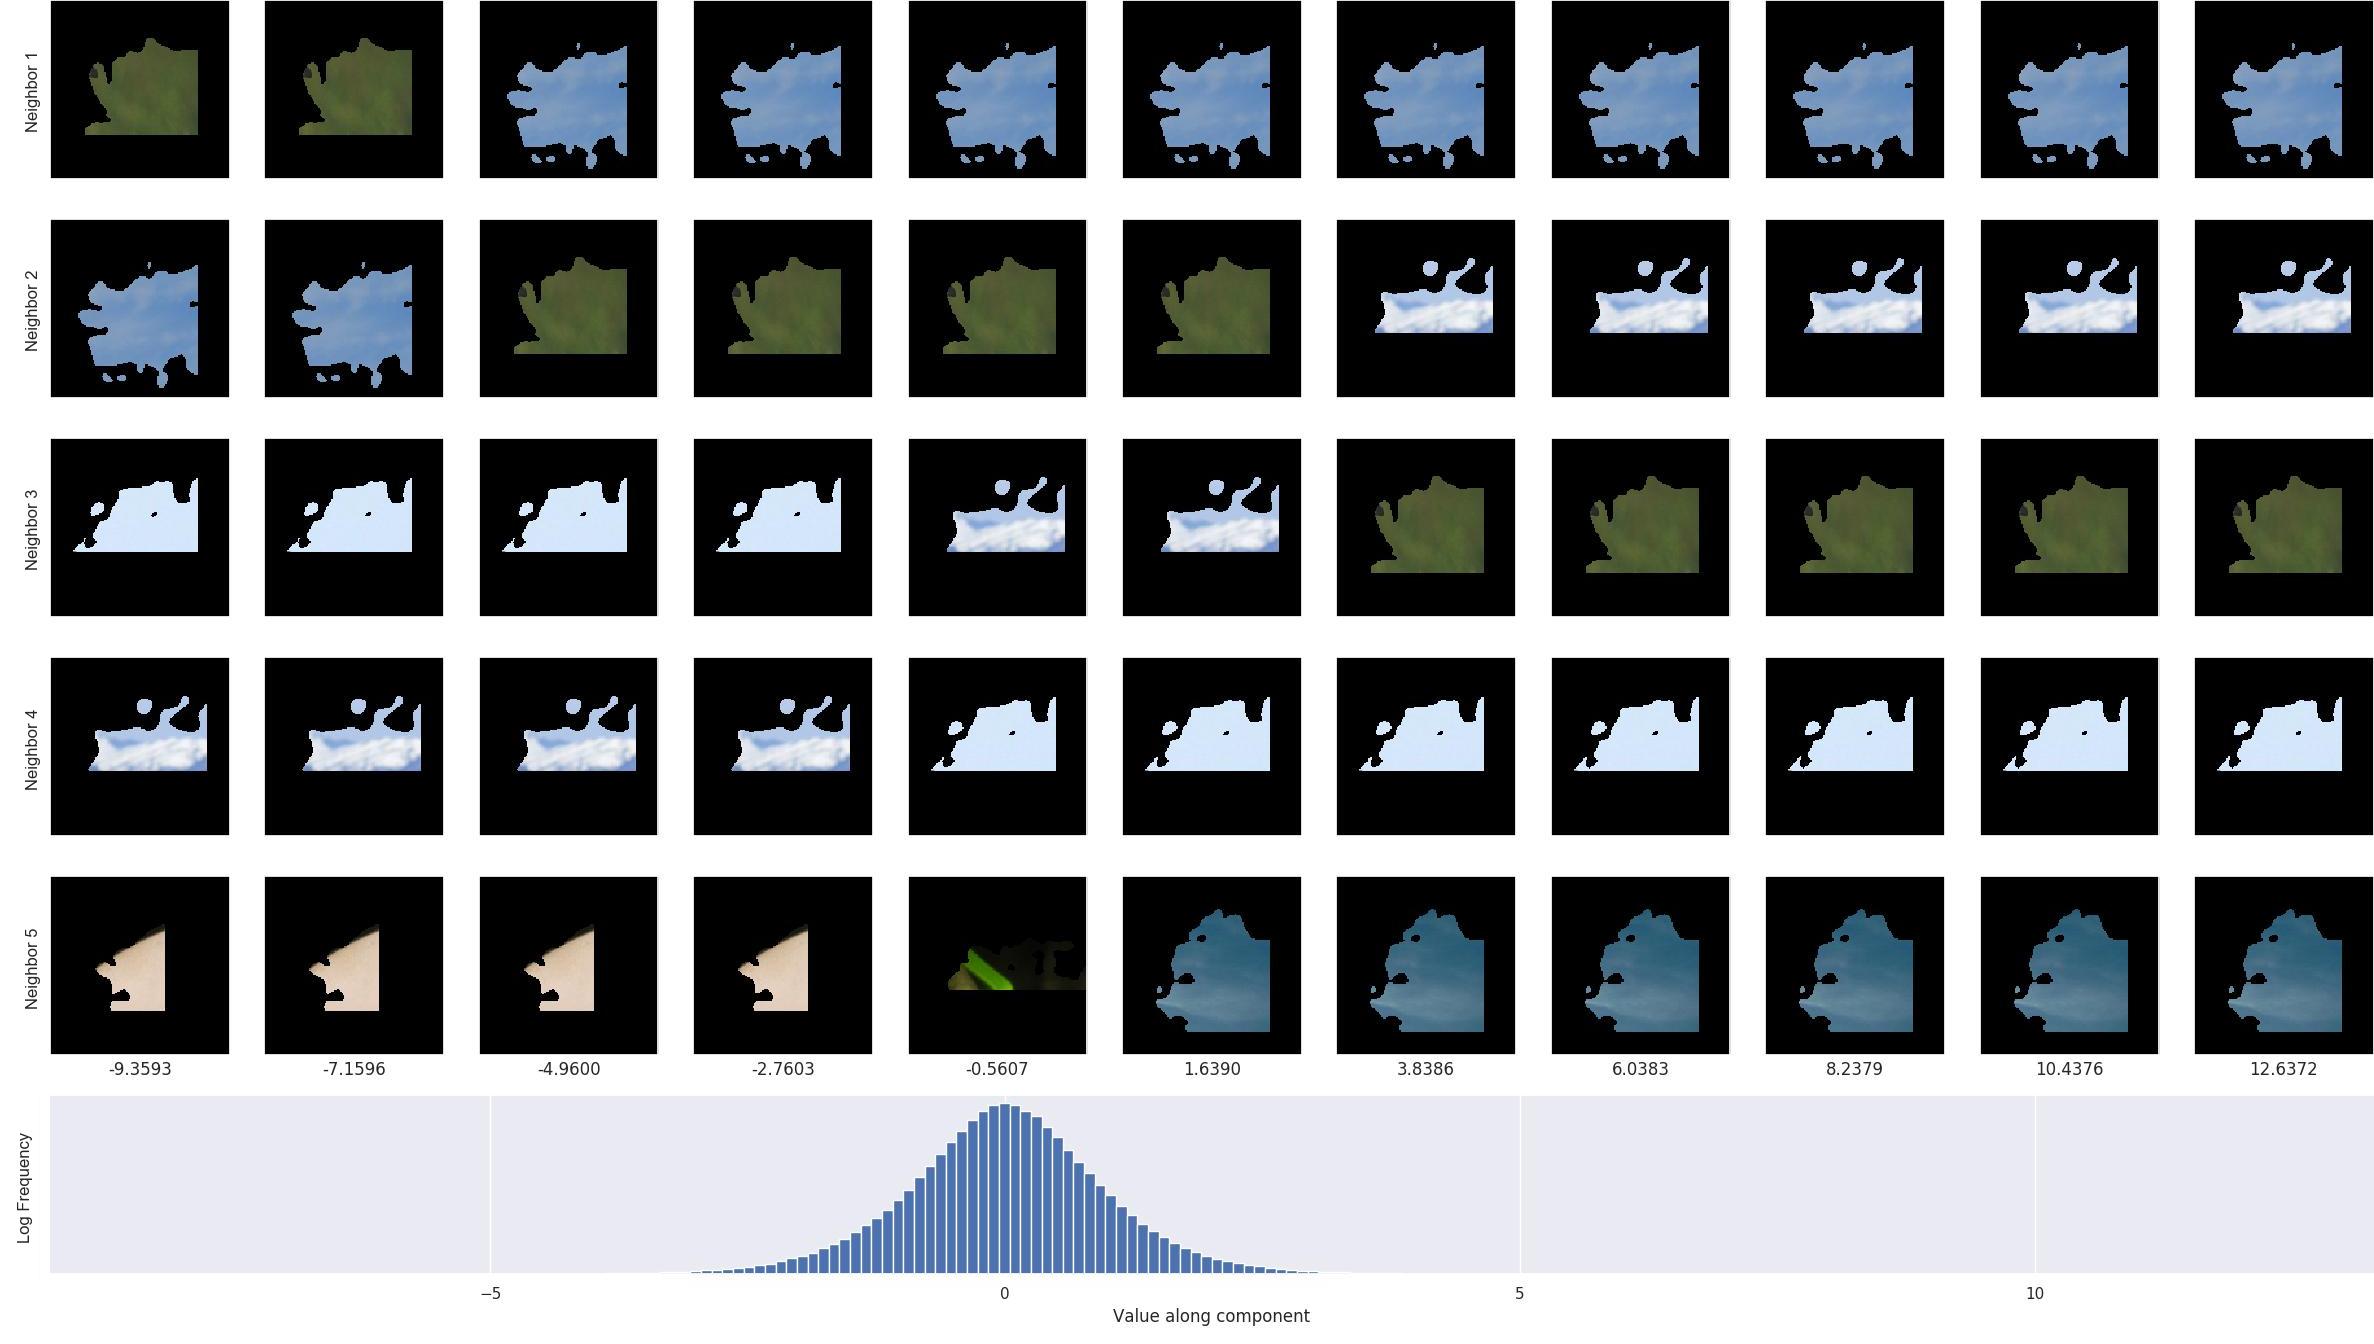 Neighbor 1
Neighbor 2
Neighbor 3
Neighbor 4
Neighbor 5
-9.3593 -7.1596 -4.9600 -2.7603 -0.5607 1.6390 3.8386 6.0383 8.2379 10.4376 12.6372
Log Frequency
−5 0 5 10
Value along component